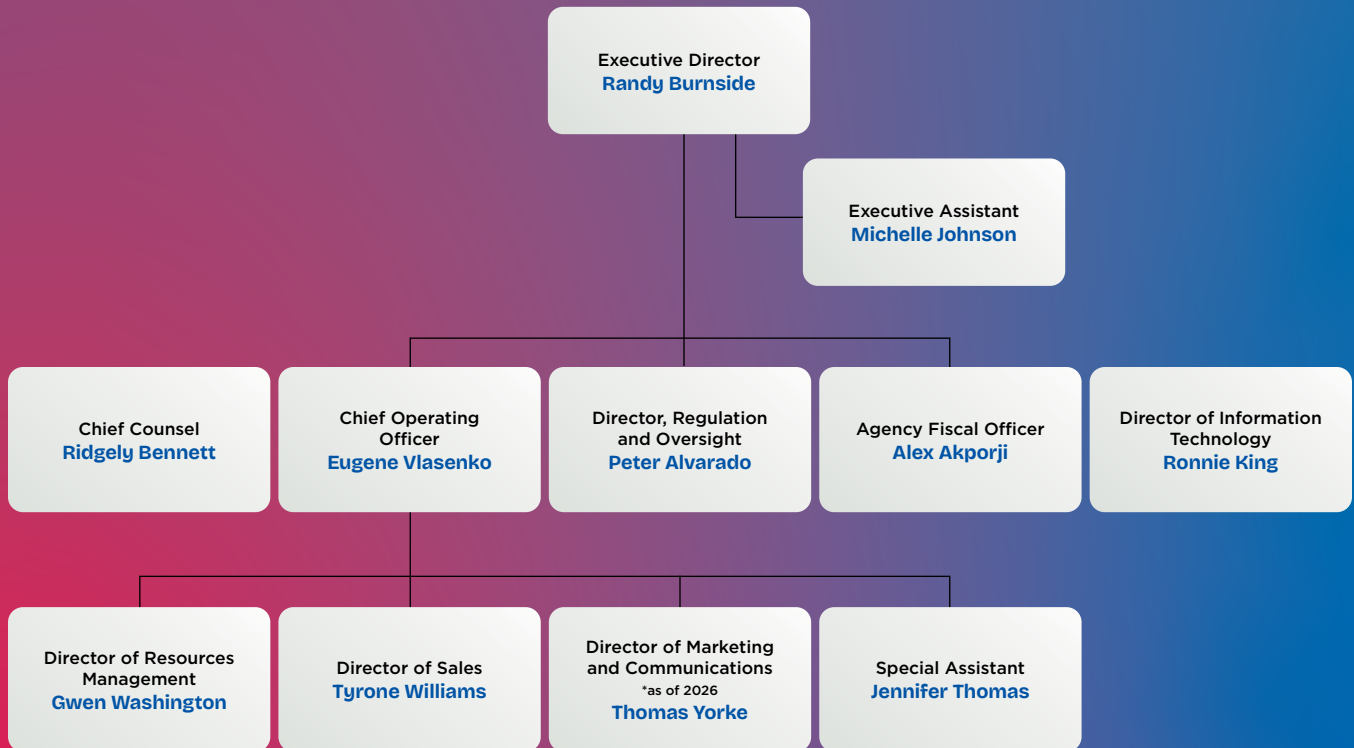 Executive Director
Randy Burnside
Executive Assistant
Michelle Johnson
Chief Counsel
Ridgely Bennett
Chief Operating
Officer
Eugene Vlasenko
Director, Regulation
and Oversight
Peter Alvarado
Agency Fiscal Officer
Alex Akporji
Director of Information
Technology
Ronnie King
Director of Resources
Management
Gwen Washington
Director of Sales
Tyrone Williams
Director of Marketing
and Communications
*as of 2026
Thomas Yorke
Special Assistant
Jennifer Thomas